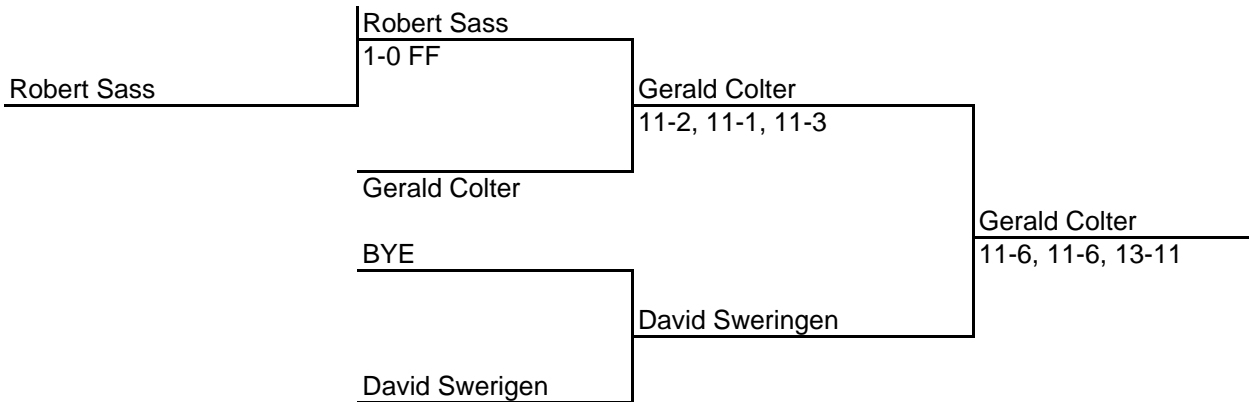 Robert Sass
1-0 FF
Robert Sass
Gerald Colter
11-2, 11-1, 11-3
Gerald Colter
Gerald Colter
BYE
11-6, 11-6, 13-11
David Sweringen
David Swerigen